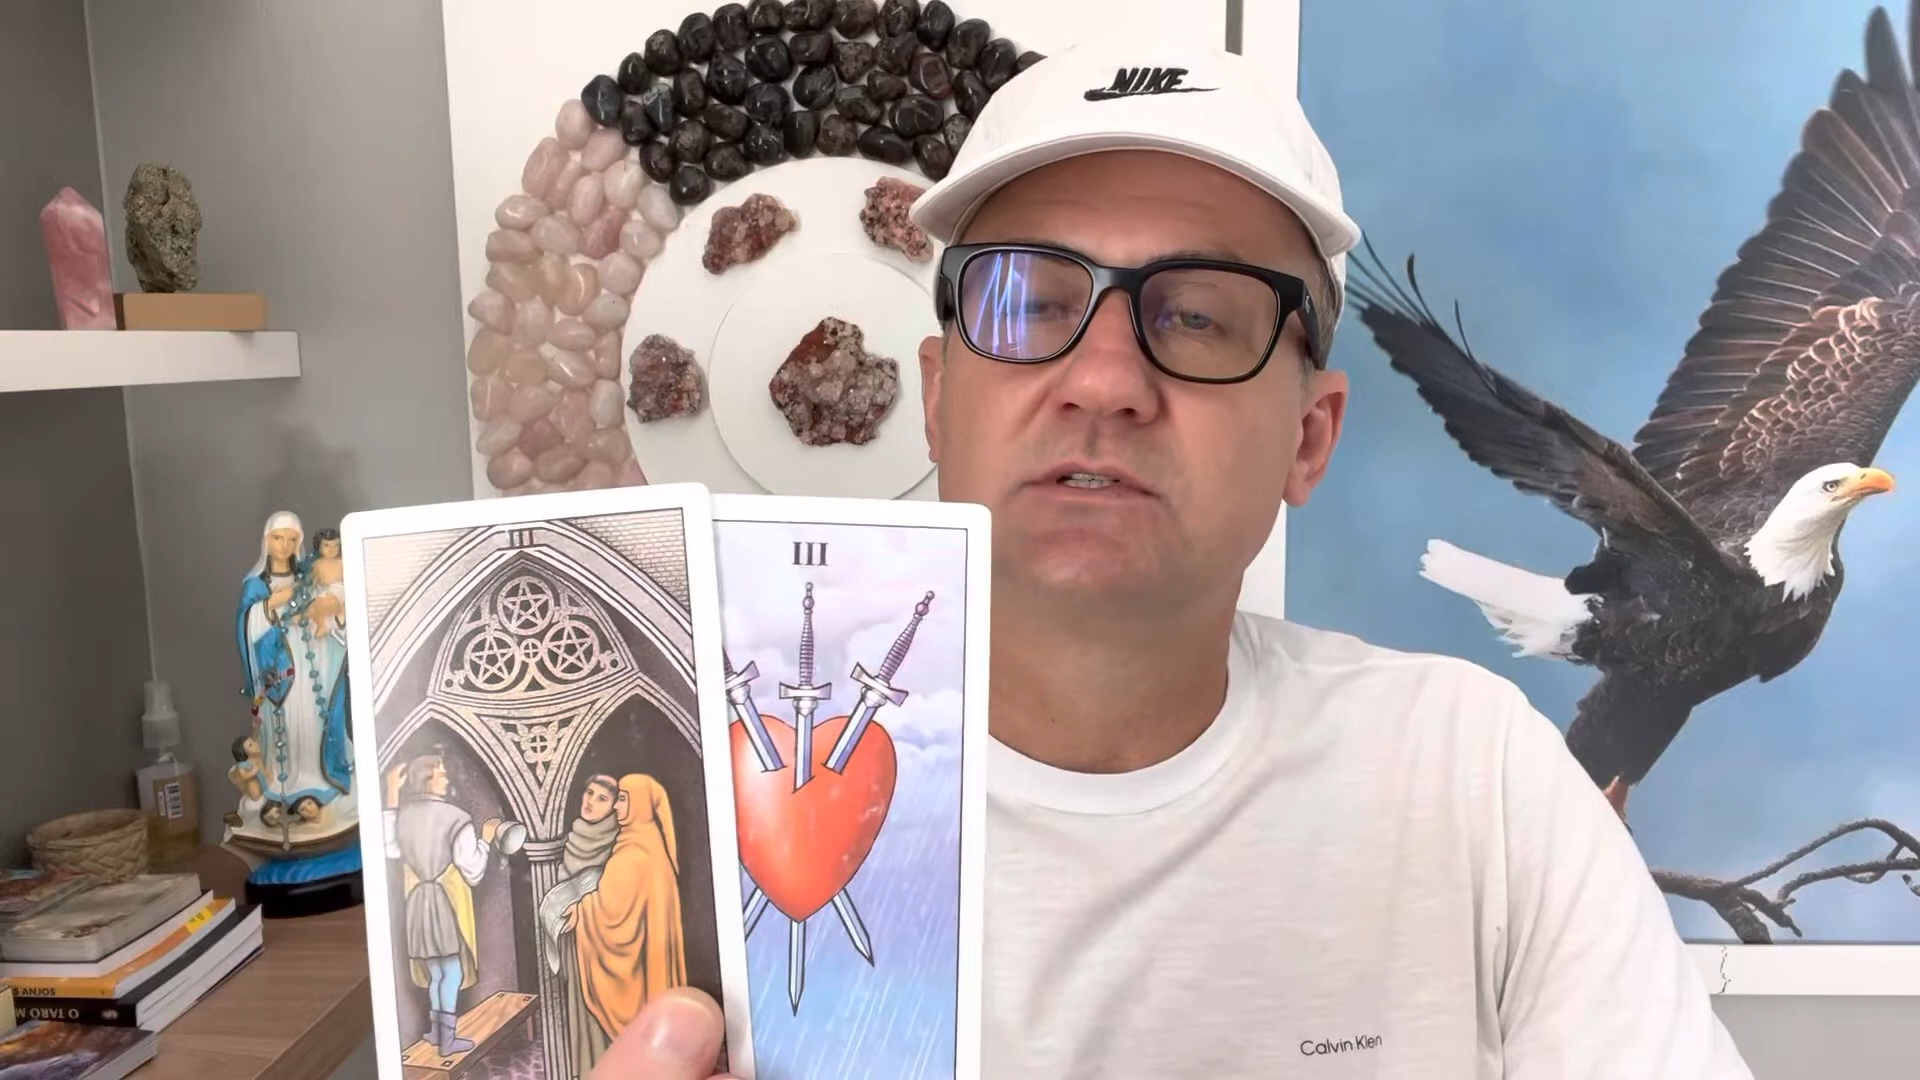 NIKE
III
III
S ANJOS
O TARO M
Calvin Klein